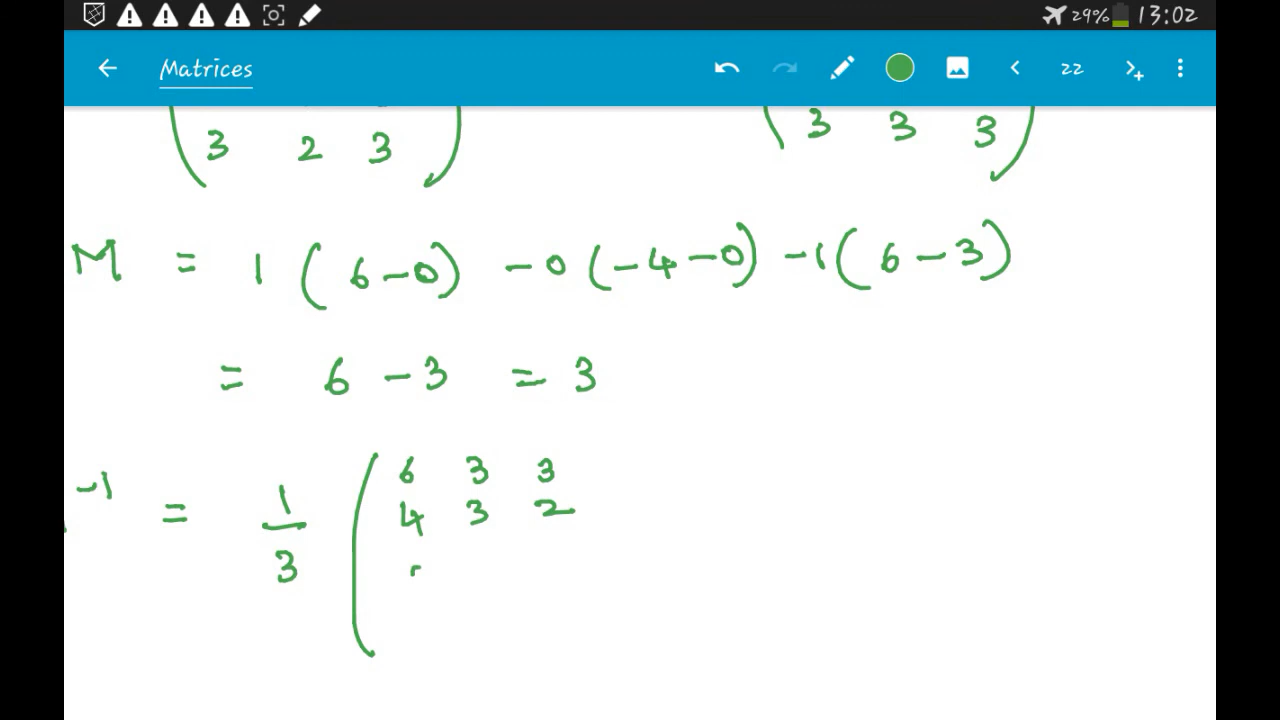 29% 13:02
Matrices 22
3 2 3 3 3 3
M = 1 ( 6 - 0 ) - 0 ( - 4 - 0 ) - 1 ( 6 - 3 )
= 6 - 3 = 3
-1 = 1/3 ( 6 3 3
4 3 2